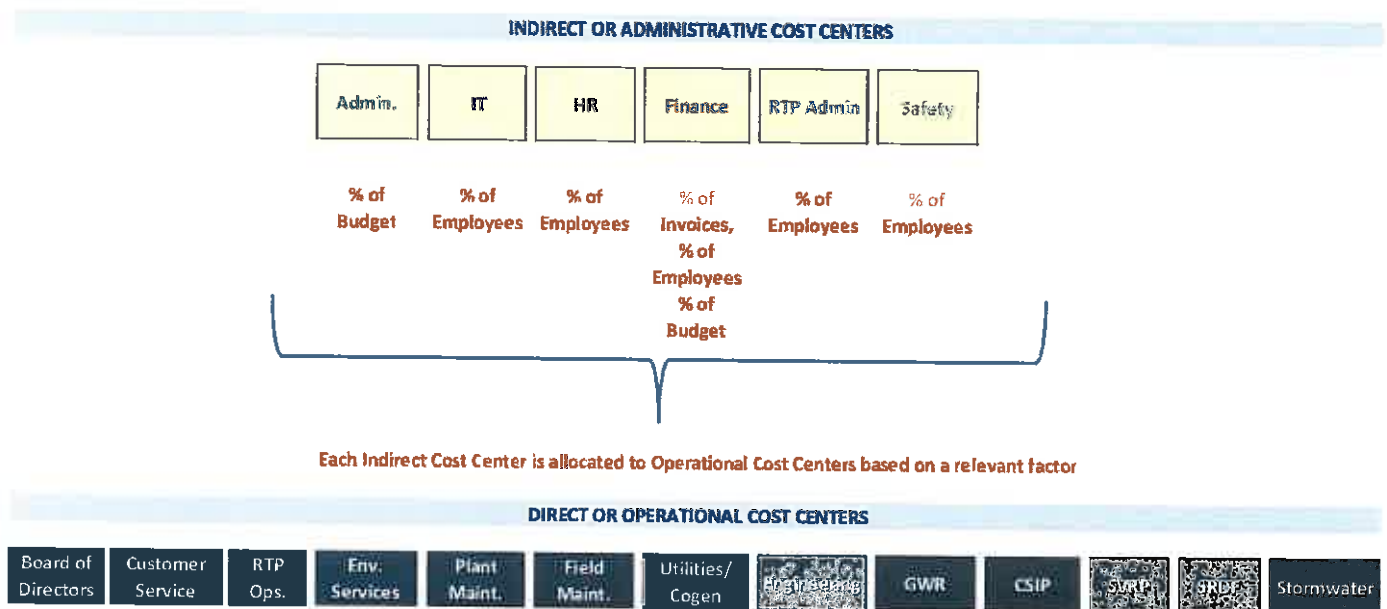 INDIRECT OR ADMINISTRATIVE COST CENTERS
Admin.
IT
HR
Finance
RTP Admin
Safety
% of
Budget
% of
Employees
% of
Employees
% of
Invoices,
% of
Employees
% of
Budget
% of
Employees
% of
Employees
Each Indirect Cost Center is allocated to Operational Cost Centers based on a relevant factor
DIRECT OR OPERATIONAL COST CENTERS
Board of
Directors
Customer
Service
RTP
Ops.
Env.
Services
Plant
Maint.
Field
Maint.
Utilities/
Cogen
Engineering
GWR
CSIP
SVRP
SRDF
Stormwater